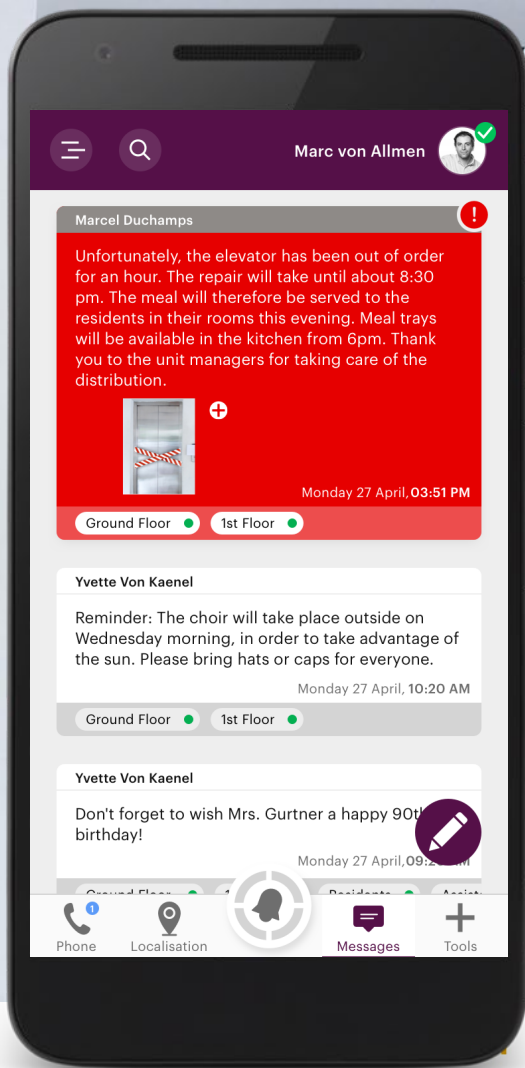 Marc von Allmen
Marcel Duchamps
!
Unfortunately, the elevator has been out of order
for an hour. The repair will take until about 8:30
pm. The meal will therefore be served to the
residents in their rooms this evening. Meal trays
will be available in the kitchen from 6pm. Thank
you to the unit managers for taking care of the
distribution.
Monday 27 April, 03:51 PM
Ground Floor
1st Floor
Yvette Von Kaenel
Reminder: The choir will take place outside on
Wednesday morning, in order to take advantage of
the sun. Please bring hats or caps for everyone.
Monday 27 April, 10:20 AM
Ground Floor
1st Floor
Yvette Von Kaenel
Don't forget to wish Mrs. Gurtner a happy 90th
birthday!
Monday 27 April,
Ground Floor
Residents
1
Phone
Localisation
Messages
Tools